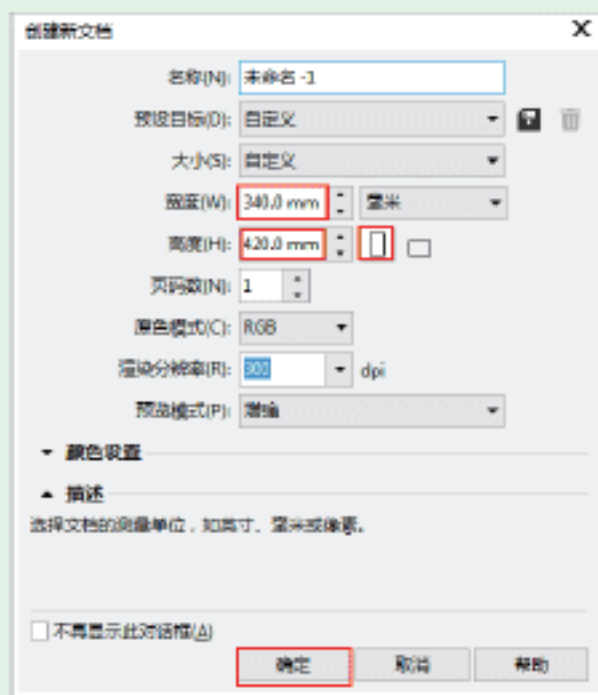 创建新文档
名称(N): 未命名 -1
预设目标(D): 自定义
大小(S): 自定义
宽度(W): 340.0 mm 毫米
高度(H): 420.0 mm
页码数(N): 1
原色模式(C): RGB
渲染分辨率(R): 300 dpi
预览模式(P): 增强
颜色设置
描述
选择文档的测量单位，如英寸、毫米或像素。
不再显示此对话框(A)
确定 取消 帮助